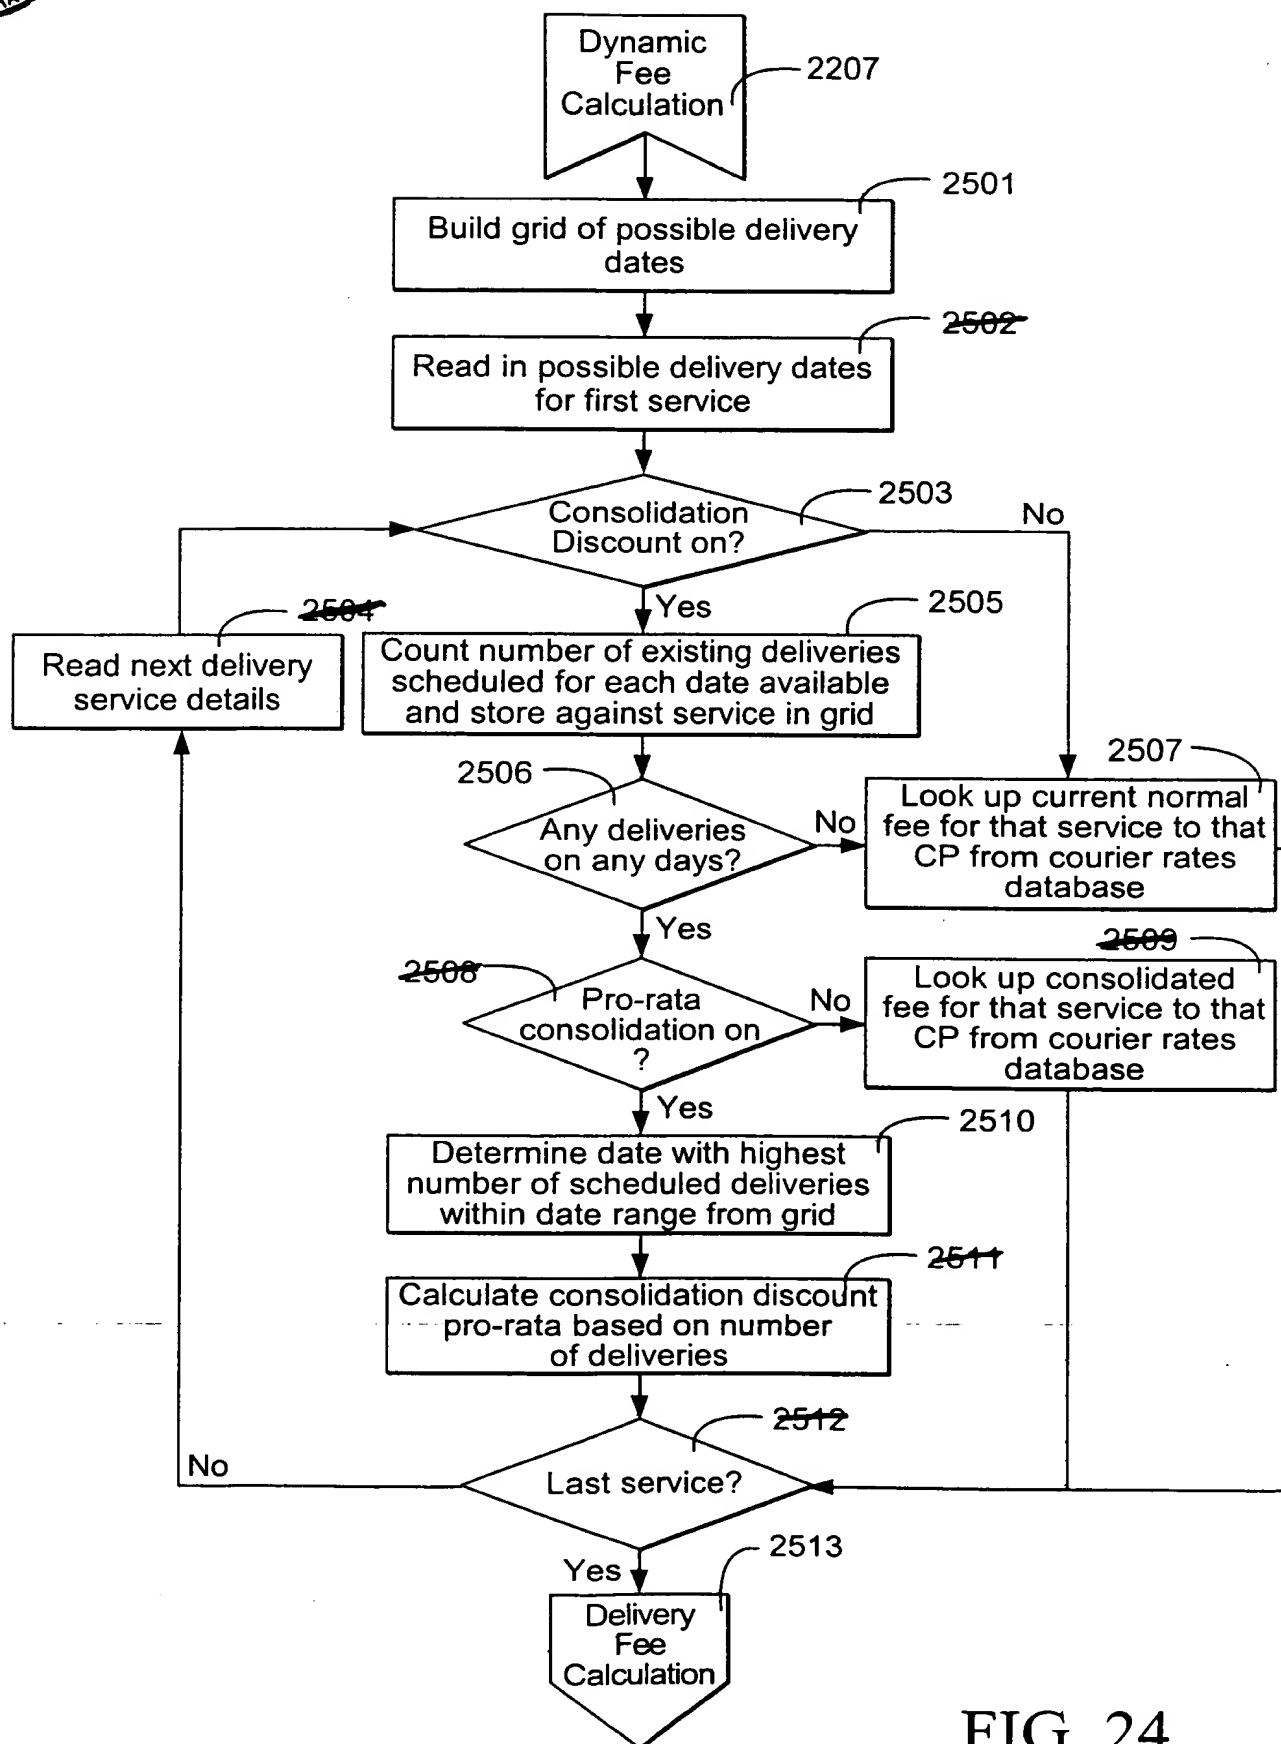 Dynamic
Fee
Calculation
2207
2501
Build grid of possible delivery
dates
2502
Read in possible delivery dates
for first service
2503
Consolidation
Discount on?
No
Yes
2504
Read next delivery
service details
2505
Count number of existing deliveries
scheduled for each date available
and store against service in grid
2506
Any deliveries
on any days?
No
2507
Look up current normal
fee for that service to that
CP from courier rates
database
Yes
2508
Pro-rata
consolidation on
?
No
2509
Look up consolidated
fee for that service to that
CP from courier rates
database
Yes
2510
Determine date with highest
number of scheduled deliveries
within date range from grid
2511
Calculate consolidation discount
pro-rata based on number
of deliveries
2512
Last service?
No
Yes
2513
Delivery
Fee
Calculation
FIG. 24